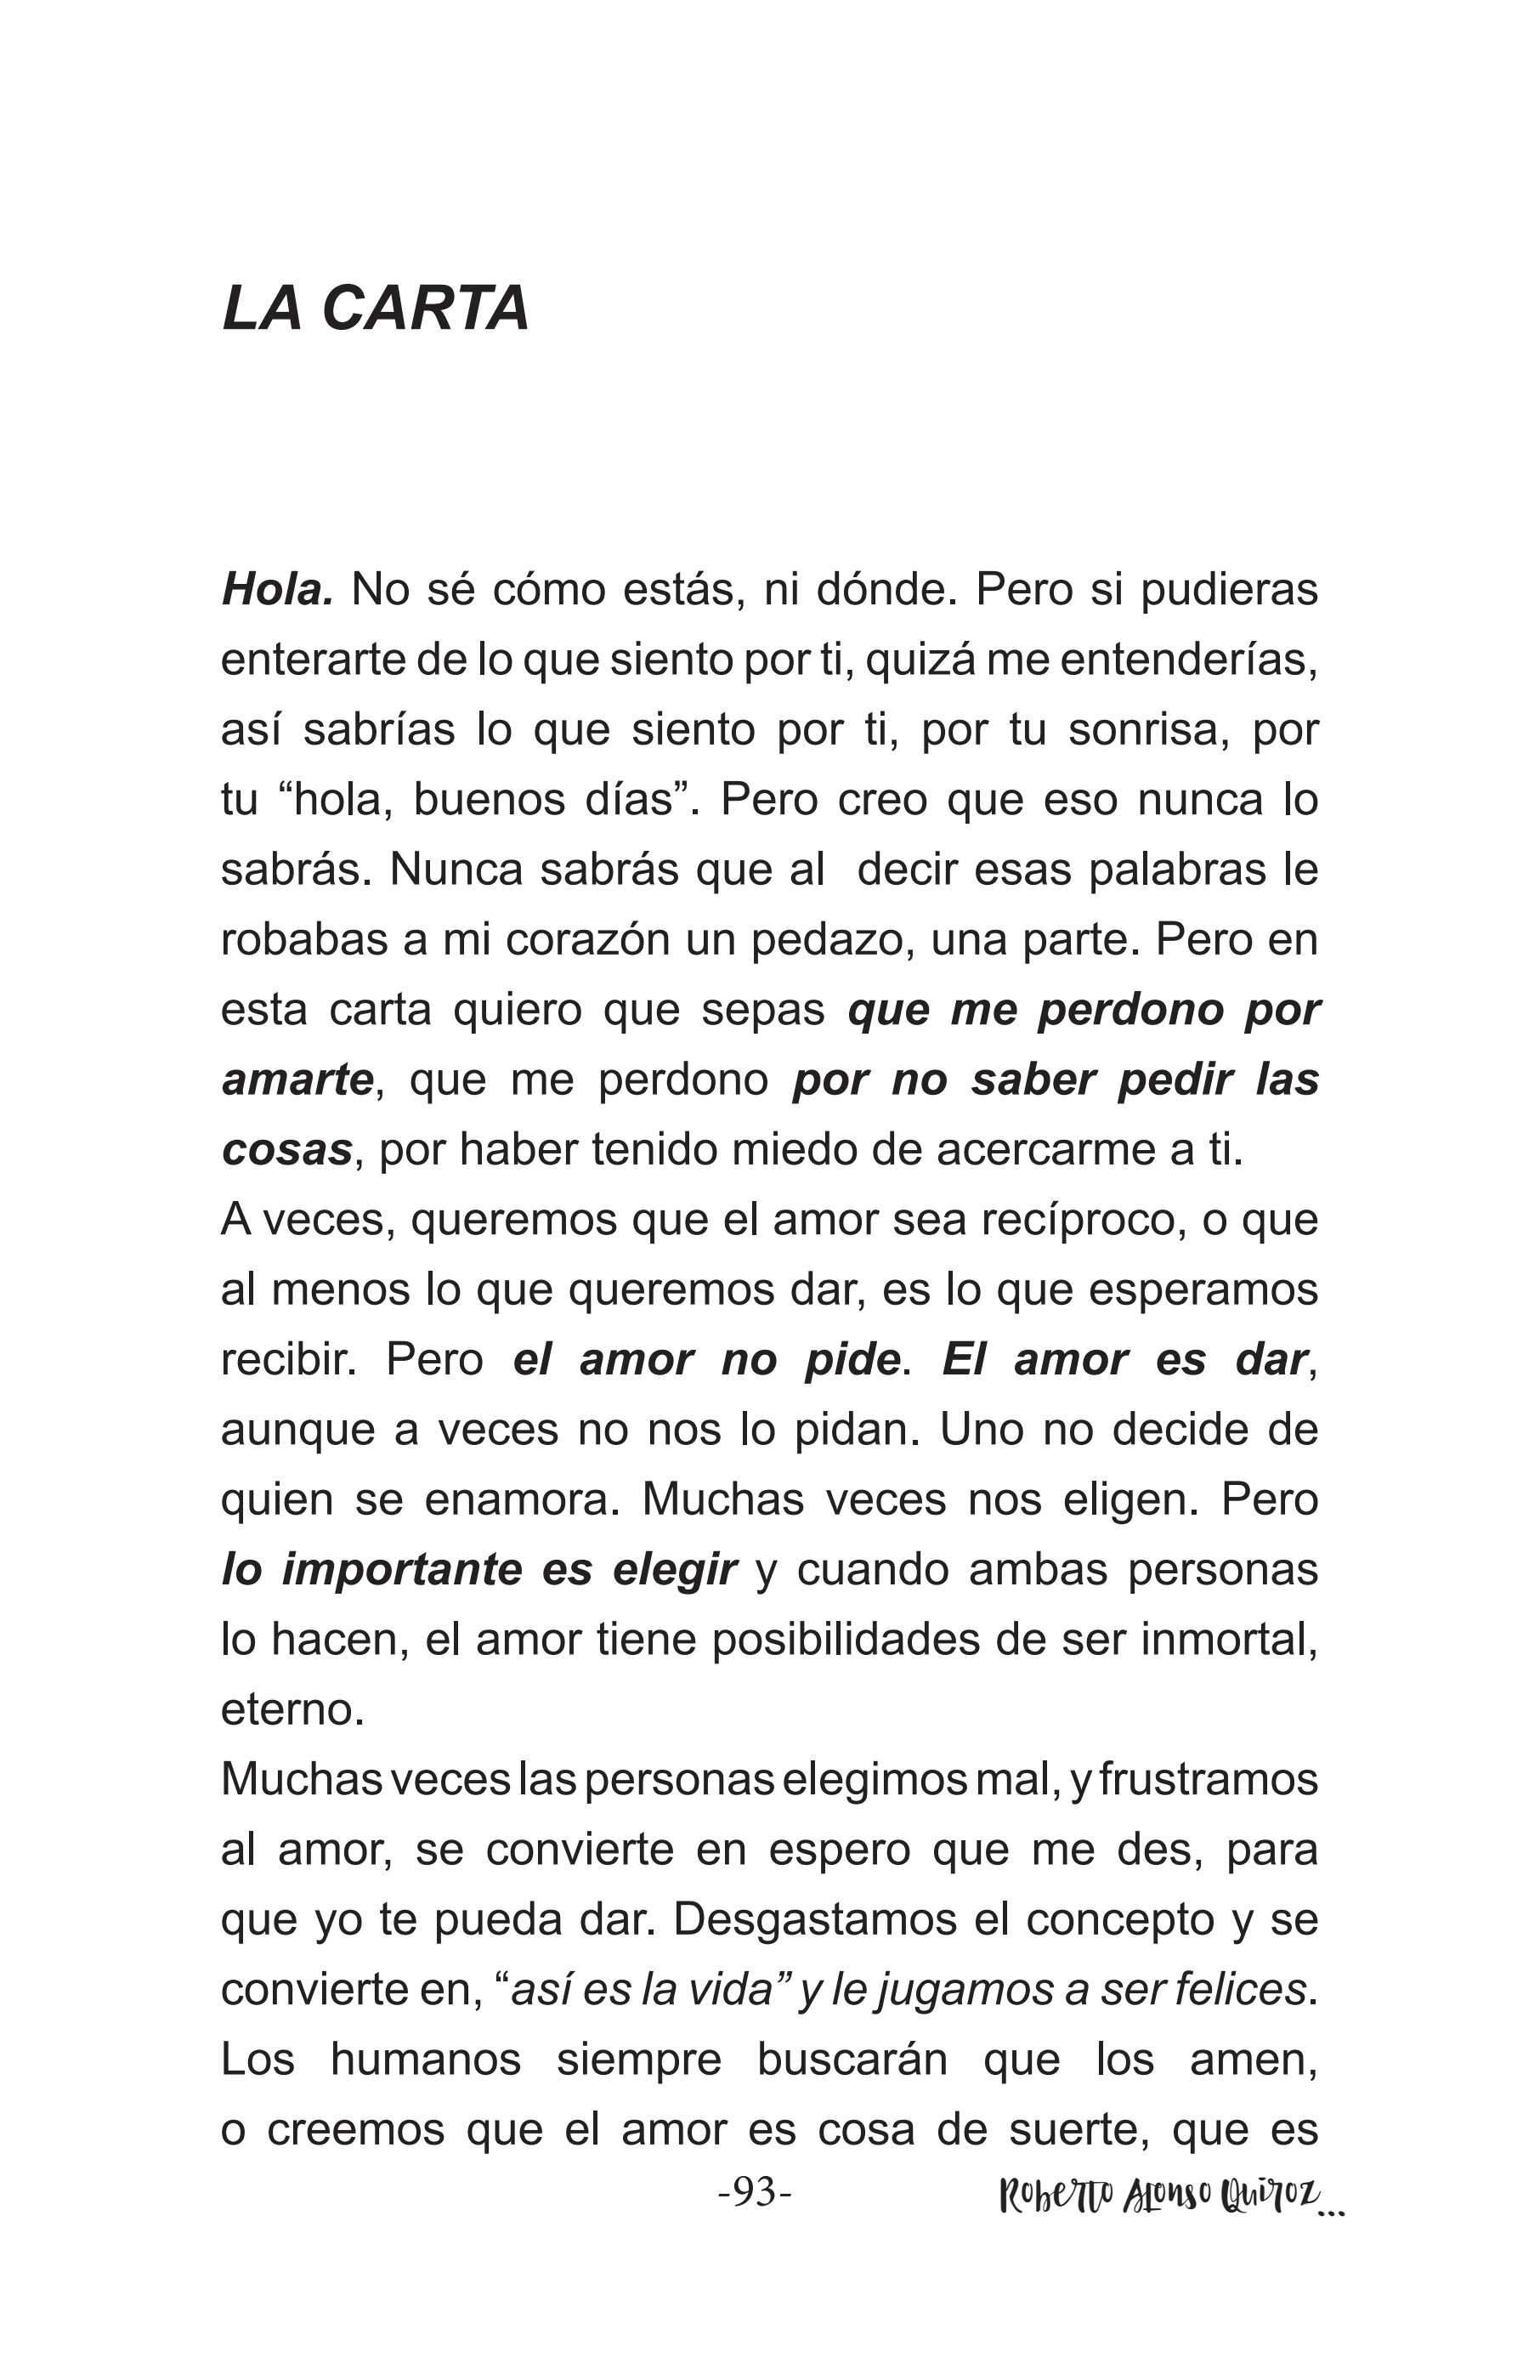 LA CARTA
Hola. No sé cómo estás, ni dónde. Pero si pudieras
enterarte de lo que siento por ti, quizá me entenderías,
así sabrías lo que siento por ti, por tu sonrisa, por
tu “hola, buenos días”. Pero creo que eso nunca lo
sabrás. Nunca sabrás que al  decir esas palabras le
robabas a mi corazón un pedazo, una parte. Pero en
esta carta quiero que sepas que me perdono por
amarte, que me perdono por no saber pedir las
cosas, por haber tenido miedo de acercarme a ti.
A veces, queremos que el amor sea recíproco, o que
al menos lo que queremos dar, es lo que esperamos
recibir. Pero el amor no pide. El amor es dar,
aunque a veces no nos lo pidan. Uno no decide de
quien se enamora. Muchas veces nos eligen. Pero
lo importante es elegir y cuando ambas personas
lo hacen, el amor tiene posibilidades de ser inmortal,
eterno.
Muchas veces las personas elegimos mal, y frustramos
al amor, se convierte en espero que me des, para
que yo te pueda dar. Desgastamos el concepto y se
convierte en, “así es la vida” y le jugamos a ser felices.
Los humanos siempre buscarán que los amen,
o creemos que el amor es cosa de suerte, que es
-93- Roberto Alonso Quiroz...